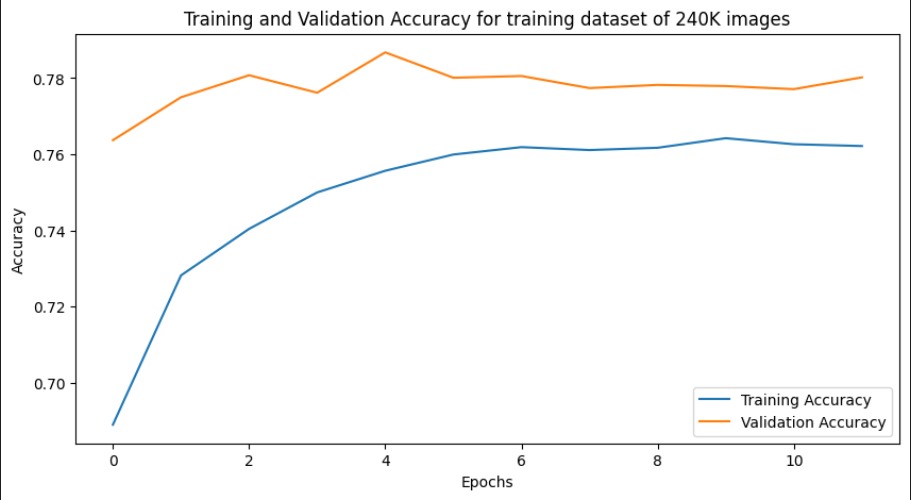 Training and Validation Accuracy for training dataset of 240K images
Accuracy
0.78
0.76
0.74
0.72
0.70
0 2 4 6 8 10
Epochs
Training Accuracy
Validation Accuracy